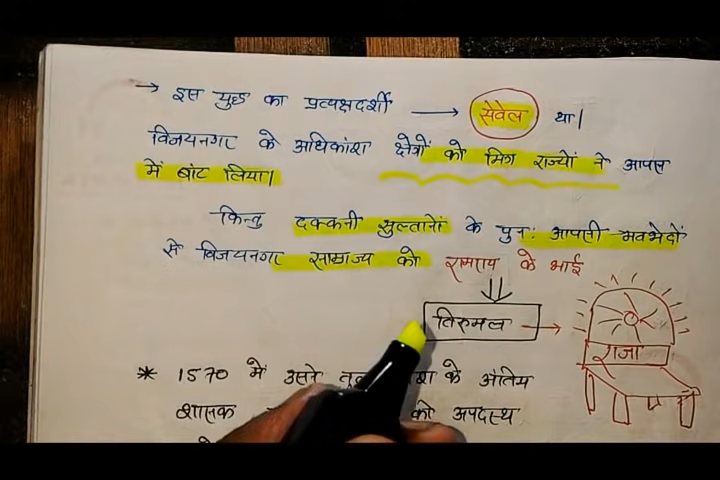 → इस युद्ध का प्रत्यक्षदर्शी → सेवेल था।
विजयनगर के अधिकांश क्षेत्रों को मित्र राज्यों ने आपस
में बांट लिया।
किन्तु दक्कनी सुल्तानों के पुनः आपसी मतभेदों
से विजयनगर साम्राज्य को रामराय के भाई
तिरुमल → राजा
* 1570 में उसने के अंतिम
शासक को अपदस्थ